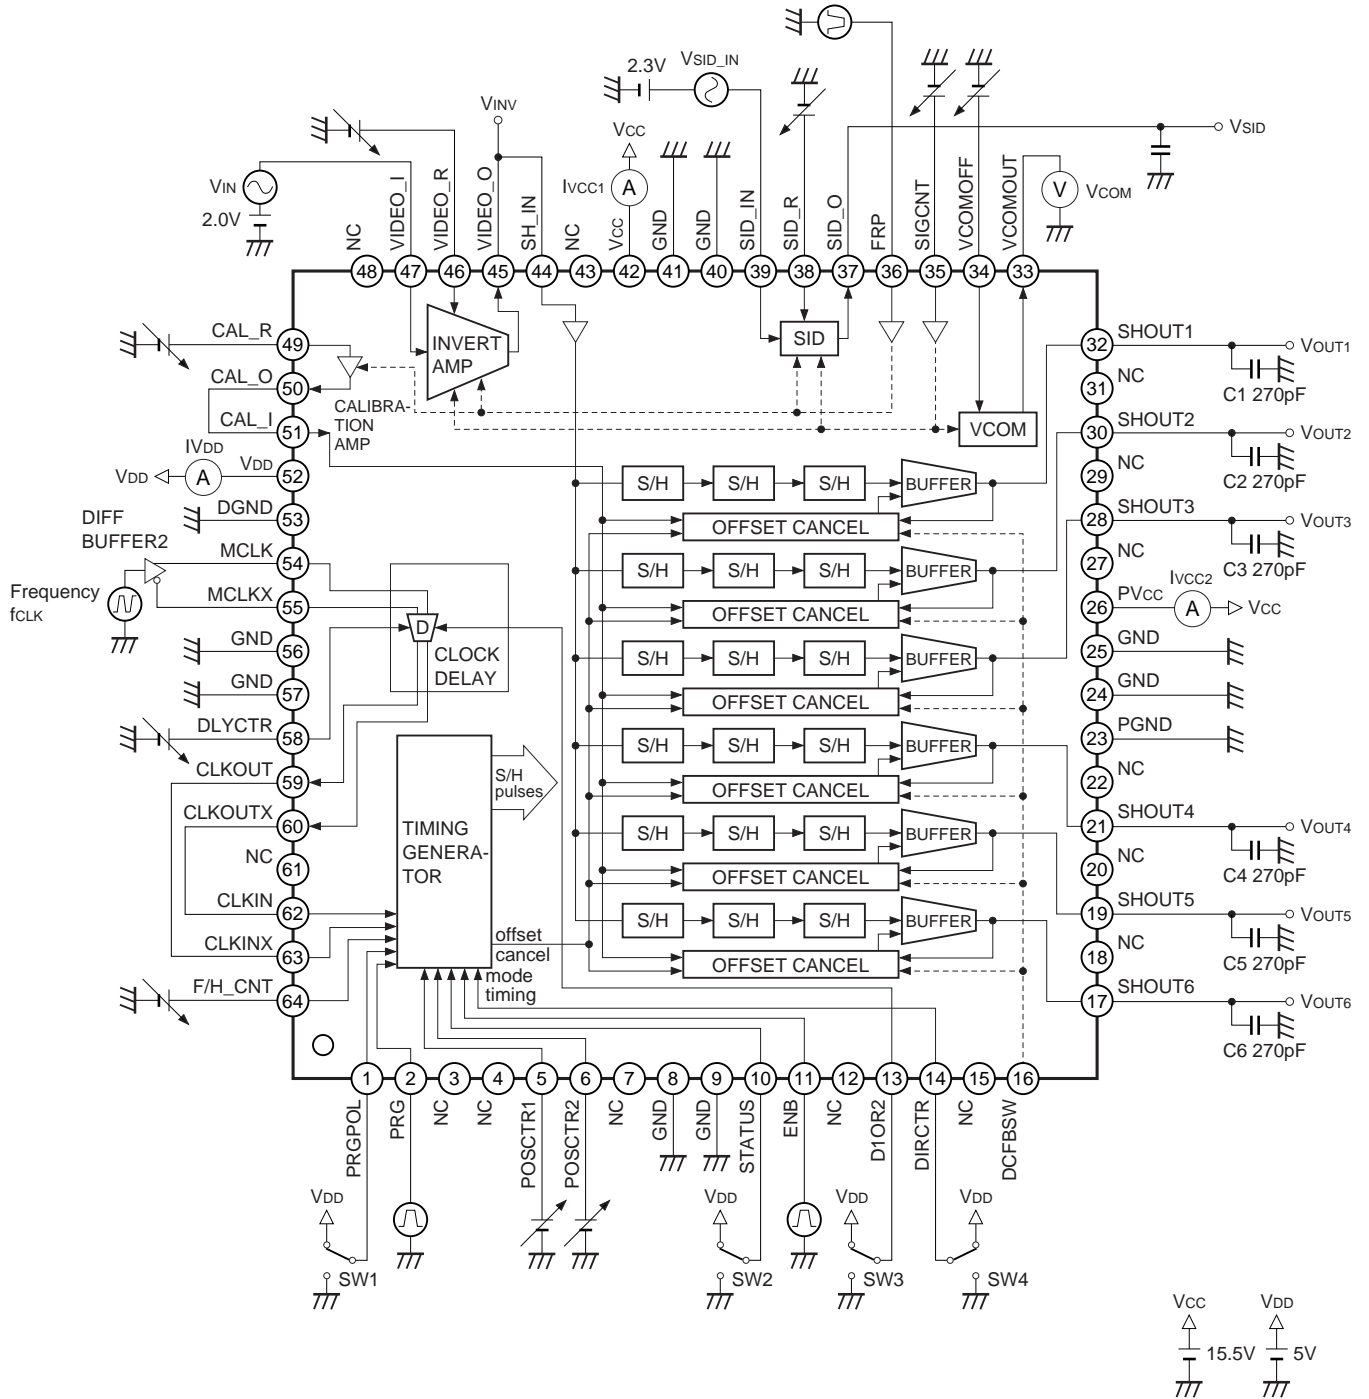 2.3V
VSID_IN
VINV
VCC
IVCC1
A
VSID
V
VCOM
VIN
2.0V
NC
VIDEO_I
VIDEO_R
VIDEO_O
SH_IN
NC
VCC
GND
GND
SID_IN
SID_R
SID_O
FRP
SIGCNT
VCOMOFF
VCOMOUT
48
47
46
45
44
43
42
41
40
39
38
37
36
35
34
33
CAL_R
49
CAL_O
50
CAL_I
51
IVDD
VDD
A
VDD
52
DGND
53
DIFF
BUFFER2
MCLK
54
Frequency
fCLK
MCLKX
55
GND
56
GND
57
DLYCTR
58
CLKOUT
59
CLKOUTX
60
NC
61
CLKIN
62
CLKINX
63
F/H_CNT
64
INVERT
AMP
CALIBRA-
TION
AMP
SID
VCOM
D
CLOCK
DELAY
TIMING
GENERA-
TOR
S/H
pulses
offset
cancel
mode
timing
S/H
S/H
S/H
BUFFER
OFFSET CANCEL
S/H
S/H
S/H
BUFFER
OFFSET CANCEL
S/H
S/H
S/H
BUFFER
OFFSET CANCEL
S/H
S/H
S/H
BUFFER
OFFSET CANCEL
S/H
S/H
S/H
BUFFER
OFFSET CANCEL
S/H
S/H
S/H
BUFFER
OFFSET CANCEL
32
SHOUT1
VOUT1
C1 270pF
31
NC
30
SHOUT2
VOUT2
C2 270pF
29
NC
28
SHOUT3
VOUT3
C3 270pF
27
NC
26
PVCC
IVCC2
A
VCC
25
GND
24
GND
23
PGND
22
NC
21
SHOUT4
VOUT4
C4 270pF
20
NC
19
SHOUT5
VOUT5
C5 270pF
18
NC
17
SHOUT6
VOUT6
C6 270pF
1
2
3
4
5
6
7
8
9
10
11
12
13
14
15
16
PRGPOL
PRG
NC
NC
POSCTR1
POSCTR2
NC
GND
GND
STATUS
ENB
NC
D1OR2
DIRCTR
NC
DCFBSW
VDD
SW1
VDD
SW2
VDD
SW3
VDD
SW4
VCC
15.5V
VDD
5V